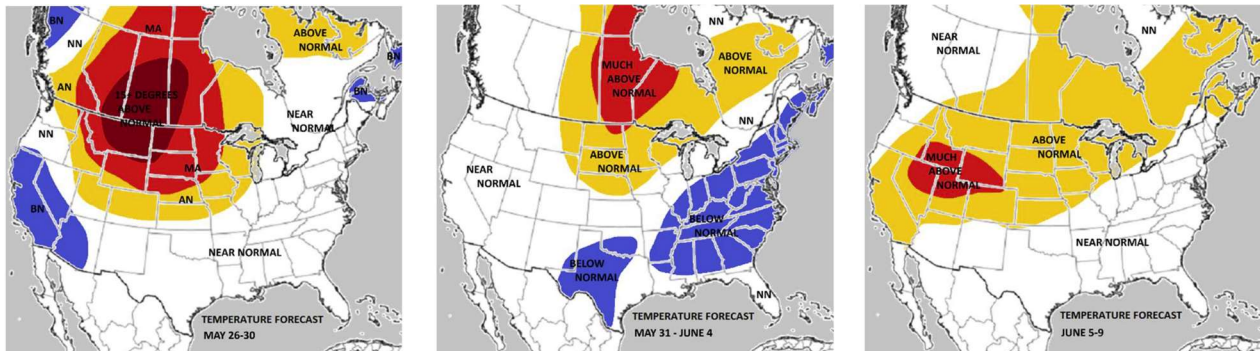 BN
NN
MA
ABOVE
NORMAL
BN
AN
15+ DEGREES
ABOVE
NORMAL
BN
NEAR
NORMAL
NN
MA
BN
AN
NEAR NORMAL
TEMPERATURE FORECAST
MAY 26-30
NN
MUCH
ABOVE
NORMAL
ABOVE
NORMAL
NN
ABOVE
NORMAL
NEAR
NORMAL
BELOW
NORMAL
BELOW
NORMAL
NN
TEMPERATURE FORECAST
MAY 31 - JUNE 4
NN
NEAR
NORMAL
ABOVE
NORMAL
MUCH
ABOVE
NORMAL
NEAR NORMAL
TEMPERATURE FORECAST
JUNE 5-9